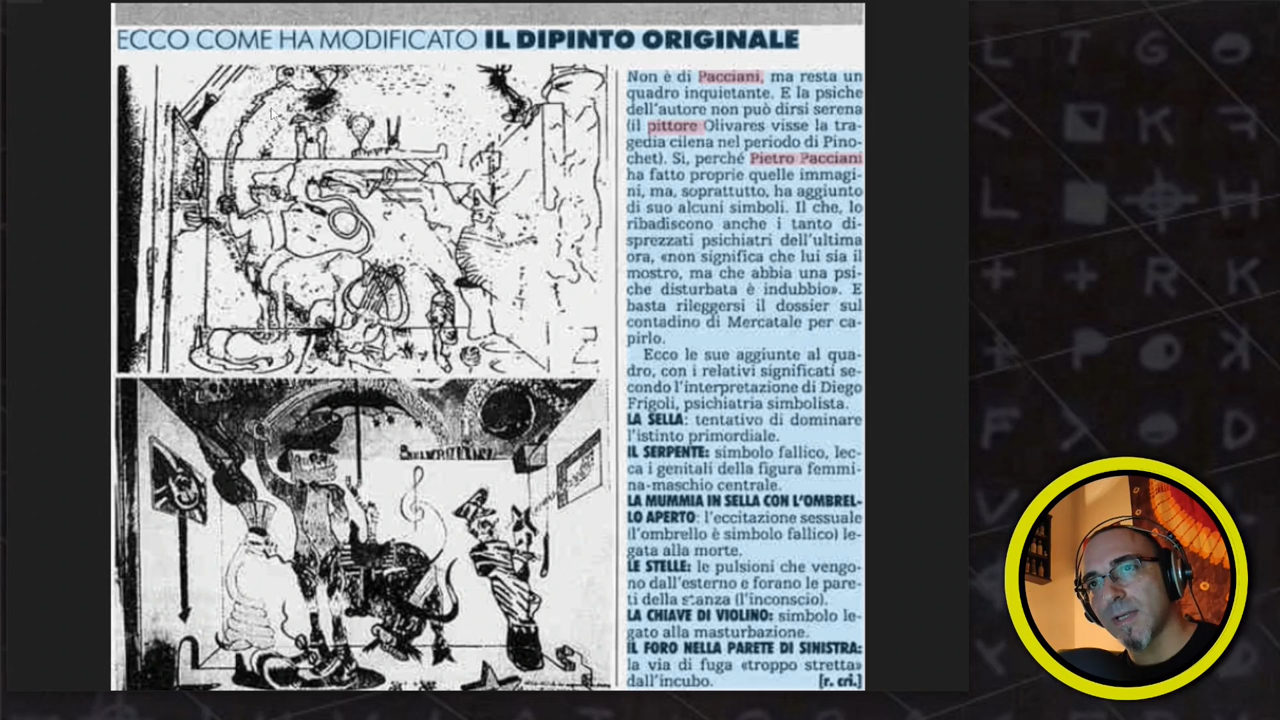 ECCO COME HA MODIFICATO IL DIPINTO ORIGINALE
Non è di Pacciani, ma resta un
quadro inquietante. E la psiche
dell'autore non può dirsi serena
(il pittore Olivares visse la tra-
gedia cilena nel periodo di Pino-
chet). Sì, perché Pietro Pacciani
ha fatto proprie quelle immagi-
ni, ma, soprattutto, ha aggiunto
di suo alcuni simboli. Il che, lo
ribadiscono anche i tanto di-
sprezzati psichiatri dell'ultima
ora, «non significa che lui sia il
mostro, ma che abbia una psi-
che disturbata è indubbio». E
basta rileggersi il dossier sul
contadino di Mercatale per ca-
pirlo.
Ecco le sue aggiunte al qua-
dro, con i relativi significati se-
condo l'interpretazione di Diego
Frigoli, psichiatria simbolista.
LA SELLA: tentativo di dominare
l'istinto primordiale.
IL SERPENTE: simbolo fallico, lec-
ca i genitali della figura femmi-
na-maschio centrale.
LA MUMMIA IN SELLA CON L'OMBREL-
LO APERTO: l'eccitazione sessuale
(l'ombrello è simbolo fallico) le-
gata alla morte.
LE STELLE: le pulsioni che vengo-
no dall'esterno e forano le pare-
ti della stanza (l'inconscio).
LA CHIAVE DI VIOLINO: simbolo le-
gato alla masturbazione.
IL FORO NELLA PARETE DI SINISTRA:
la via di fuga «troppo stretta»
dall'incubo. [r. cri.]
L T G
K
L H
+ + R K
P
F D